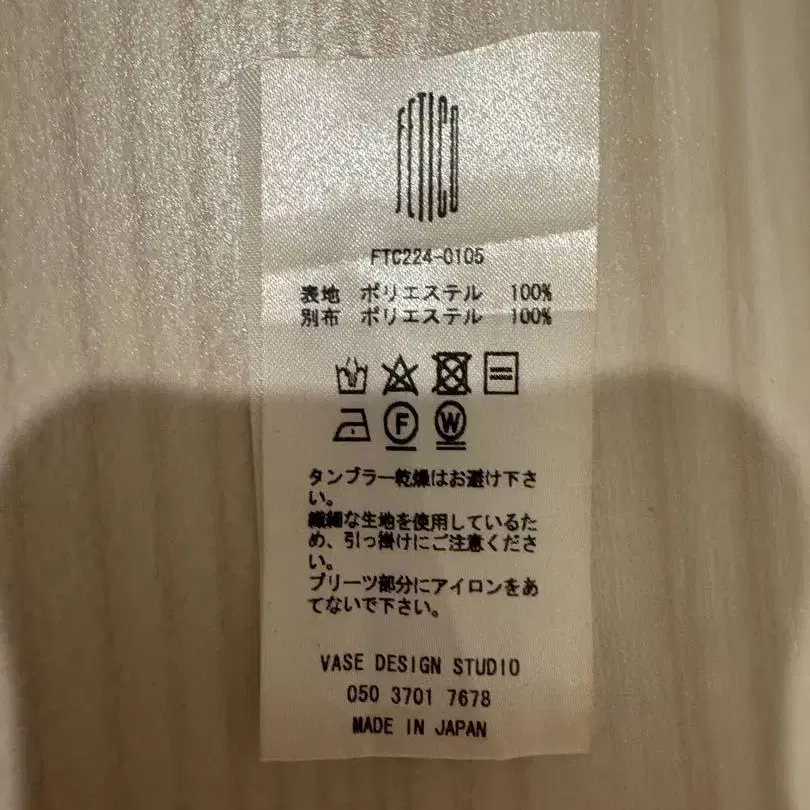 FETICO
FTC224-0105
表地 ポリエステル 100%
別布 ポリエステル 100%
F W
タンブラー乾燥はお避け下さ
い。
繊細な生地を使用しているた
め、引っ掛けにご注意くださ
い。
プリーツ部分にアイロンをあ
てないで下さい。
VASE DESIGN STUDIO
050 3701 7678
MADE IN JAPAN